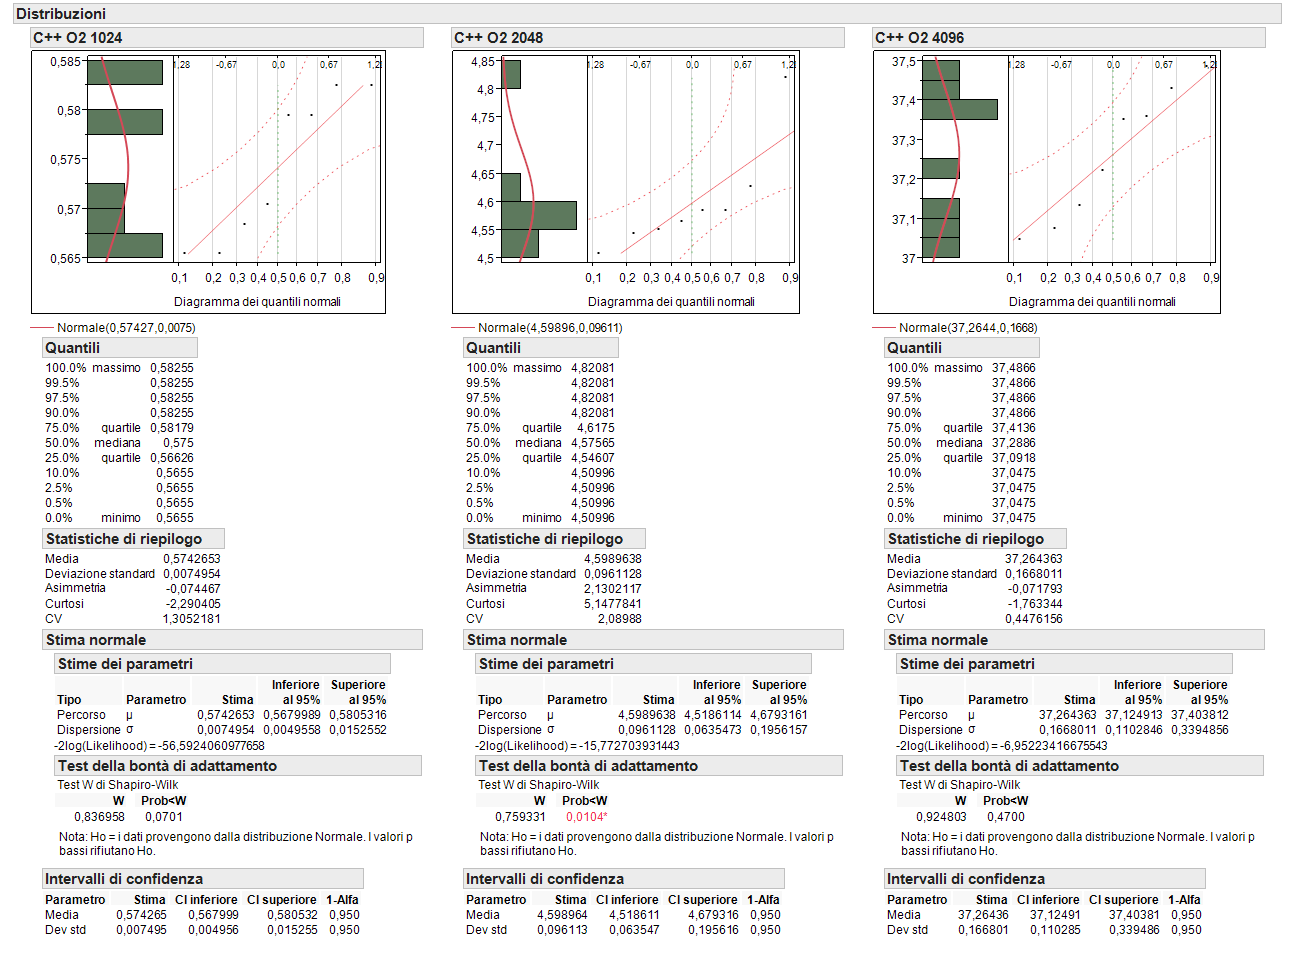 Distribuzioni
C++ O2 1024
0,585
0,58
0,575
0,57
0,565
1,28 -0,67 0,0 0,67 1,28
0,1 0,2 0,3 0,4 0,5 0,6 0,7 0,8 0,9
Diagramma dei quantili normali
Normale(0,57427,0,0075)
Quantili
100.0% massimo 0,58255
99.5% 0,58255
97.5% 0,58255
90.0% 0,58255
75.0% quartile 0,58179
50.0% mediana 0,575
25.0% quartile 0,56626
10.0% 0,5655
2.5% 0,5655
0.5% 0,5655
0.0% minimo 0,5655
Statistiche di riepilogo
Media 0,5742653
Deviazione standard 0,0074954
Asimmetria -0,074467
Curtosi -2,290405
CV 1,3052181
Stima normale
Stime dei parametri
Tipo Parametro Stima Inferiore al 95% Superiore al 95%
Percorso μ 0,5742653 0,5679989 0,5805316
Dispersione σ 0,0074954 0,0049558 0,0152552
-2log(Likelihood) = -56,5924060977658
Test della bontà di adattamento
Test W di Shapiro-Wilk
W Prob<W
0,836958 0,0701
Nota: Ho = i dati provengono dalla distribuzione Normale. I valori p
bassi rifiutano Ho.
Intervalli di confidenza
Parametro Stima CI inferiore CI superiore 1-Alfa
Media 0,574265 0,567999 0,580532 0,950
Dev std 0,007495 0,004956 0,015255 0,950
C++ O2 2048
4,85
4,8
4,75
4,7
4,65
4,6
4,55
4,5
1,28 -0,67 0,0 0,67 1,28
0,1 0,2 0,3 0,4 0,5 0,6 0,7 0,8 0,9
Diagramma dei quantili normali
Normale(4,59896,0,09611)
Quantili
100.0% massimo 4,82081
99.5% 4,82081
97.5% 4,82081
90.0% 4,82081
75.0% quartile 4,6175
50.0% mediana 4,57565
25.0% quartile 4,54607
10.0% 4,50996
2.5% 4,50996
0.5% 4,50996
0.0% minimo 4,50996
Statistiche di riepilogo
Media 4,5989638
Deviazione standard 0,0961128
Asimmetria 2,1302117
Curtosi 5,1477841
CV 2,08988
Stima normale
Stime dei parametri
Tipo Parametro Stima Inferiore al 95% Superiore al 95%
Percorso μ 4,5989638 4,5186114 4,6793161
Dispersione σ 0,0961128 0,0635473 0,1956157
-2log(Likelihood) = -15,772703931443
Test della bontà di adattamento
Test W di Shapiro-Wilk
W Prob<W
0,759331 0,0104*
Nota: Ho = i dati provengono dalla distribuzione Normale. I valori p
bassi rifiutano Ho.
Intervalli di confidenza
Parametro Stima CI inferiore CI superiore 1-Alfa
Media 4,598964 4,518611 4,679316 0,950
Dev std 0,096113 0,063547 0,195616 0,950
C++ O2 4096
37,5
37,4
37,3
37,2
37,1
37
1,28 -0,67 0,0 0,67 1,28
0,1 0,2 0,3 0,4 0,5 0,6 0,7 0,8 0,9
Diagramma dei quantili normali
Normale(37,2644,0,1668)
Quantili
100.0% massimo 37,4866
99.5% 37,4866
97.5% 37,4866
90.0% 37,4866
75.0% quartile 37,4136
50.0% mediana 37,2886
25.0% quartile 37,0918
10.0% 37,0475
2.5% 37,0475
0.5% 37,0475
0.0% minimo 37,0475
Statistiche di riepilogo
Media 37,264363
Deviazione standard 0,1668011
Asimmetria -0,071793
Curtosi -1,763344
CV 0,4476156
Stima normale
Stime dei parametri
Tipo Parametro Stima Inferiore al 95% Superiore al 95%
Percorso μ 37,264363 37,124913 37,403812
Dispersione σ 0,1668011 0,1102846 0,3394856
-2log(Likelihood) = -6,95223416675543
Test della bontà di adattamento
Test W di Shapiro-Wilk
W Prob<W
0,924803 0,4700
Nota: Ho = i dati provengono dalla distribuzione Normale. I valori p
bassi rifiutano Ho.
Intervalli di confidenza
Parametro Stima CI inferiore CI superiore 1-Alfa
Media 37,26436 37,12491 37,40381 0,950
Dev std 0,166801 0,110285 0,339486 0,950